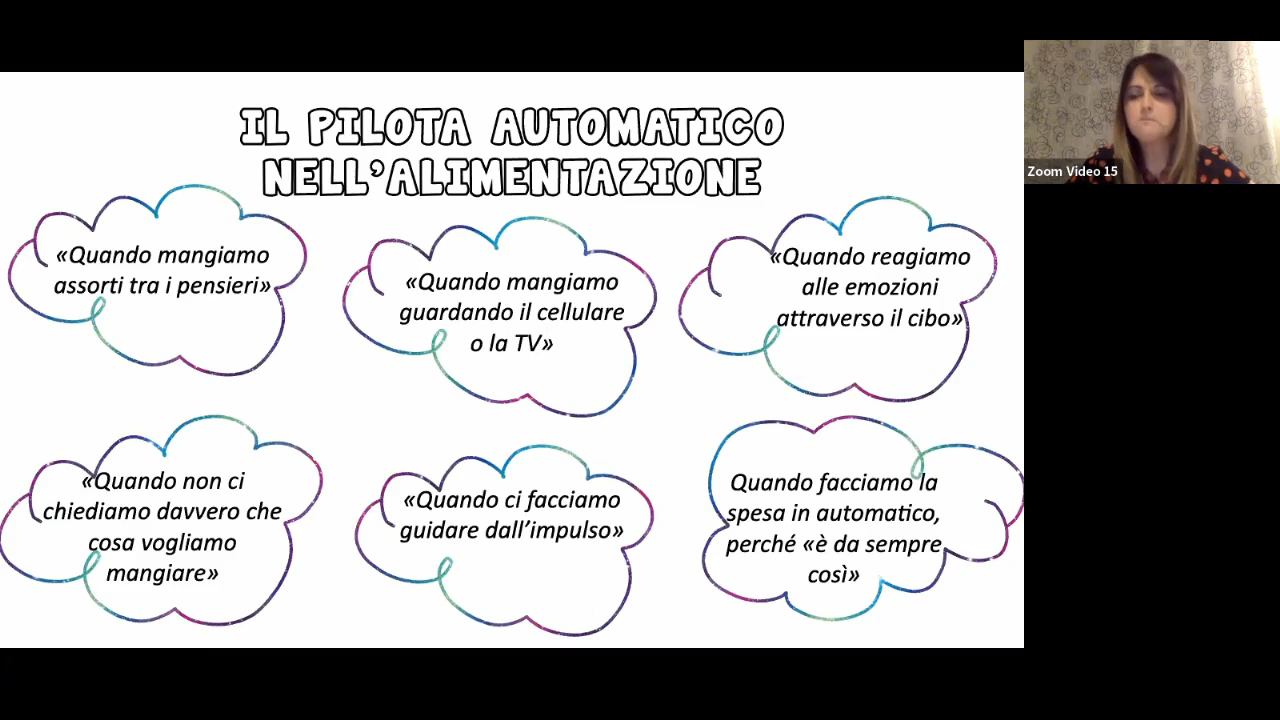 IL PILOTA AUTOMATICO
NELL'ALIMENTAZIONE
«Quando mangiamo
assorti tra i pensieri»
«Quando mangiamo
guardando il cellulare
o la TV»
«Quando reagiamo
alle emozioni
attraverso il cibo»
«Quando non ci
chiediamo davvero che
cosa vogliamo
mangiare»
«Quando ci facciamo
guidare dall'impulso»
Quando facciamo la
spesa in automatico,
perché «è da sempre
così»
Zoom Video 15